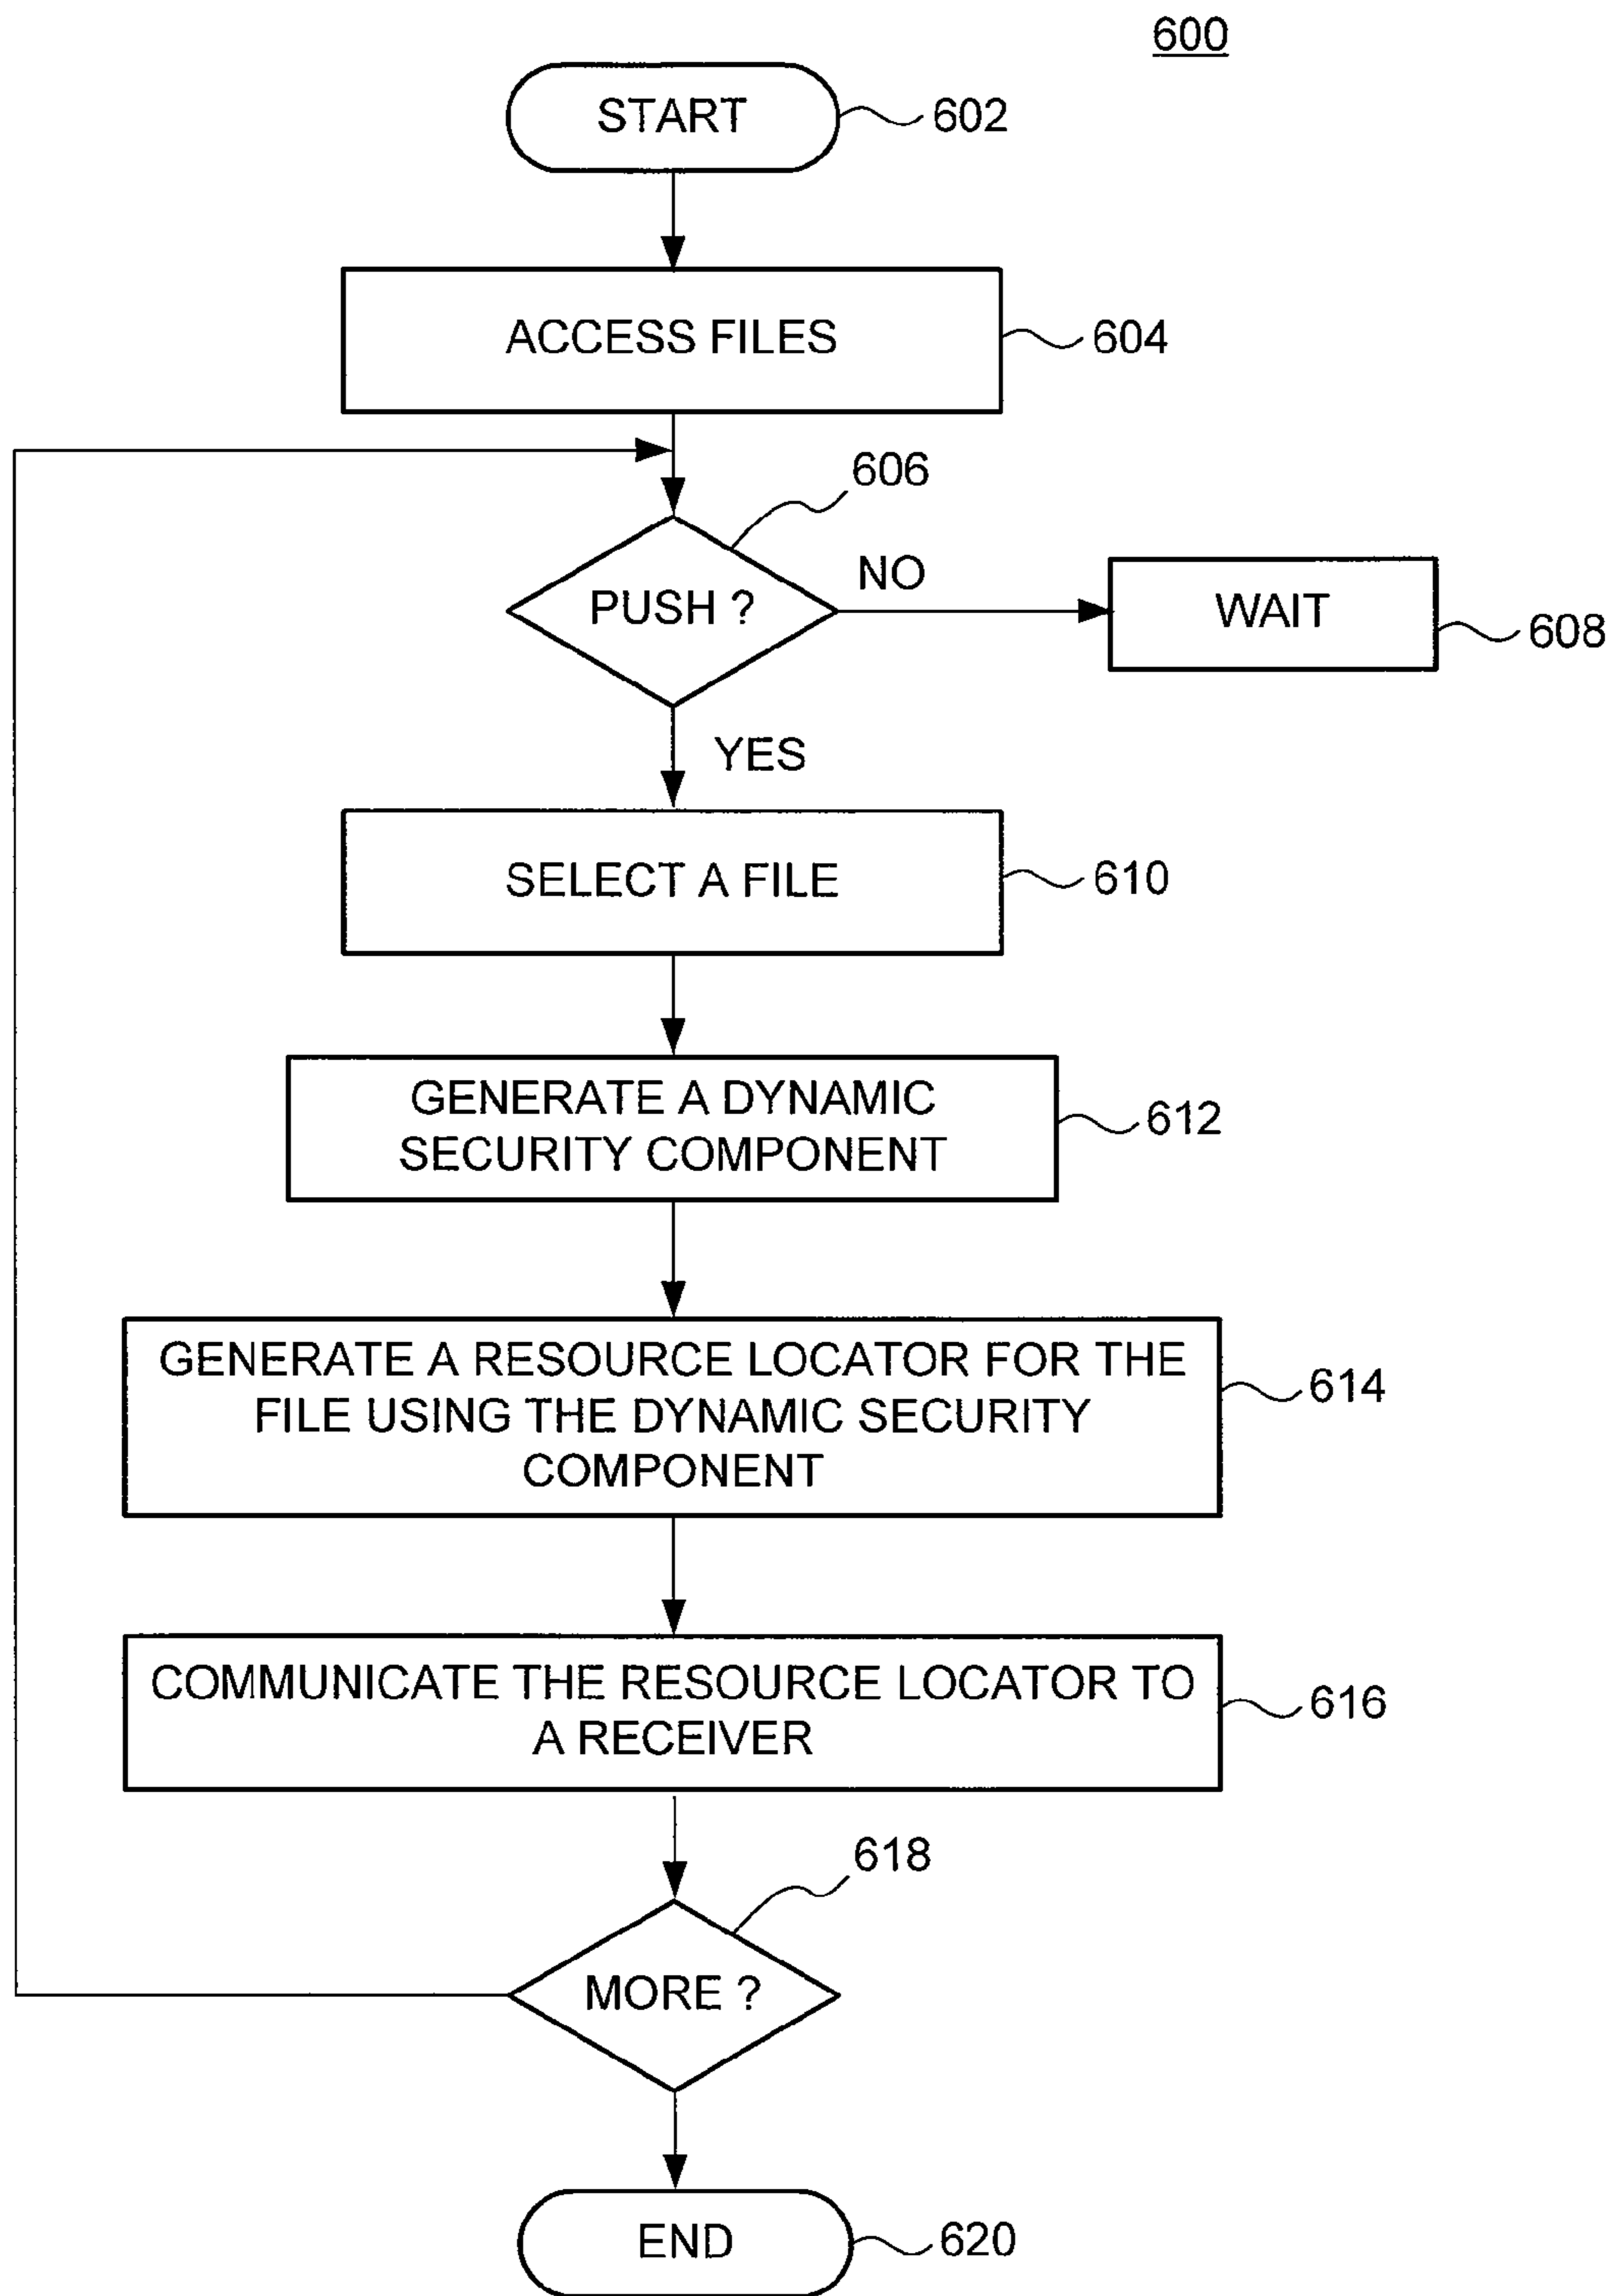 600
START
602
ACCESS FILES
604
606
PUSH ?
NO
WAIT
608
YES
SELECT A FILE
610
GENERATE A DYNAMIC
SECURITY COMPONENT
612
GENERATE A RESOURCE LOCATOR FOR THE
FILE USING THE DYNAMIC SECURITY
COMPONENT
614
COMMUNICATE THE RESOURCE LOCATOR TO
A RECEIVER
616
618
MORE ?
END
620